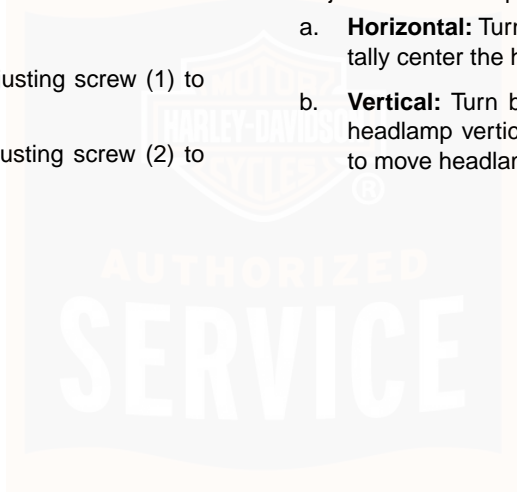 usting screw (1) to
usting screw (2) to
a. Horizontal: Turn
tally center the h
b. Vertical: Turn b
headlamp vertic
to move headlar
MOTOR
HARLEY-DAVIDSON
CYCLES
®
AUTHORIZED
SERVICE